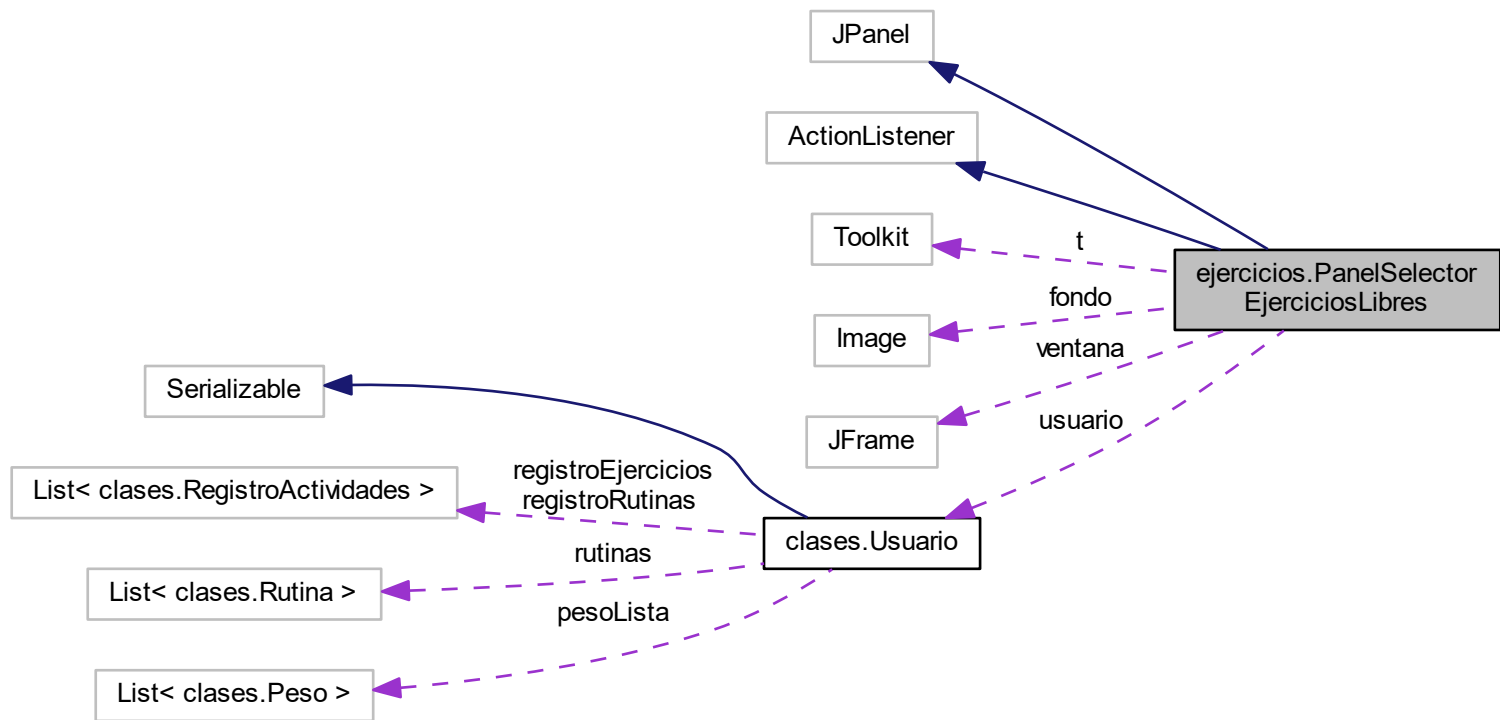 JPanel
ActionListener
Toolkit
t
ejercicios.PanelSelector
EjerciciosLibres
fondo
Image
ventana
Serializable
usuario
JFrame
registroEjercicios
List< clases.RegistroActividades >
registroRutinas
clases.Usuario
rutinas
List< clases.Rutina >
pesoLista
List< clases.Peso >